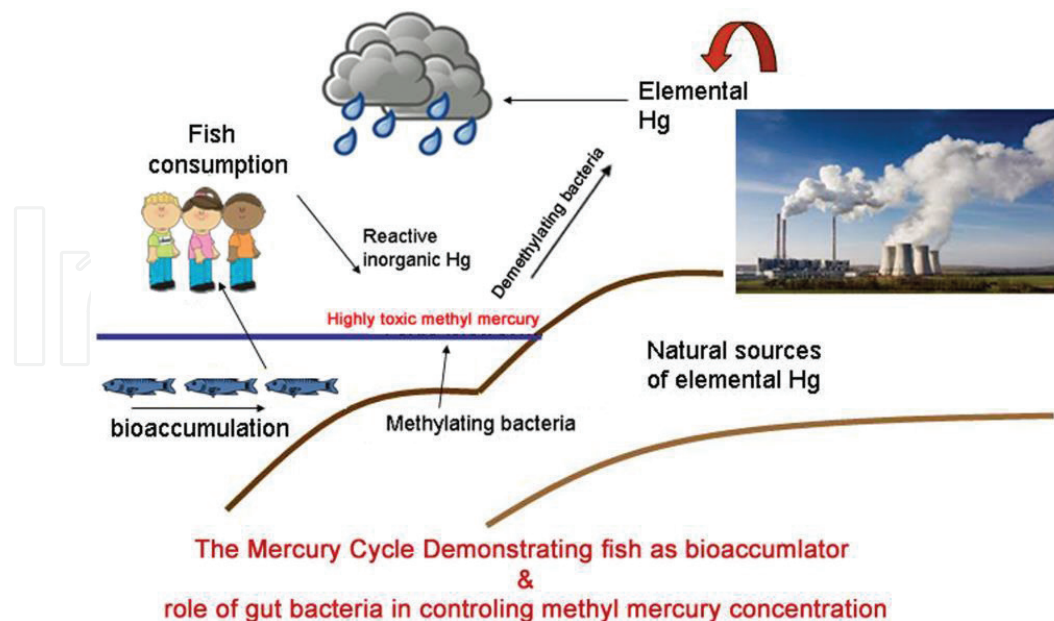 Elemental
Hg
Fish
consumption
Demethylating bacteria
Reactive
inorganic Hg
Highly toxic methyl mercury
Natural sources
of elemental Hg
bioaccumulation
Methylating bacteria
The Mercury Cycle Demonstrating fish as bioaccumlator
&
role of gut bacteria in controling methyl mercury concentration